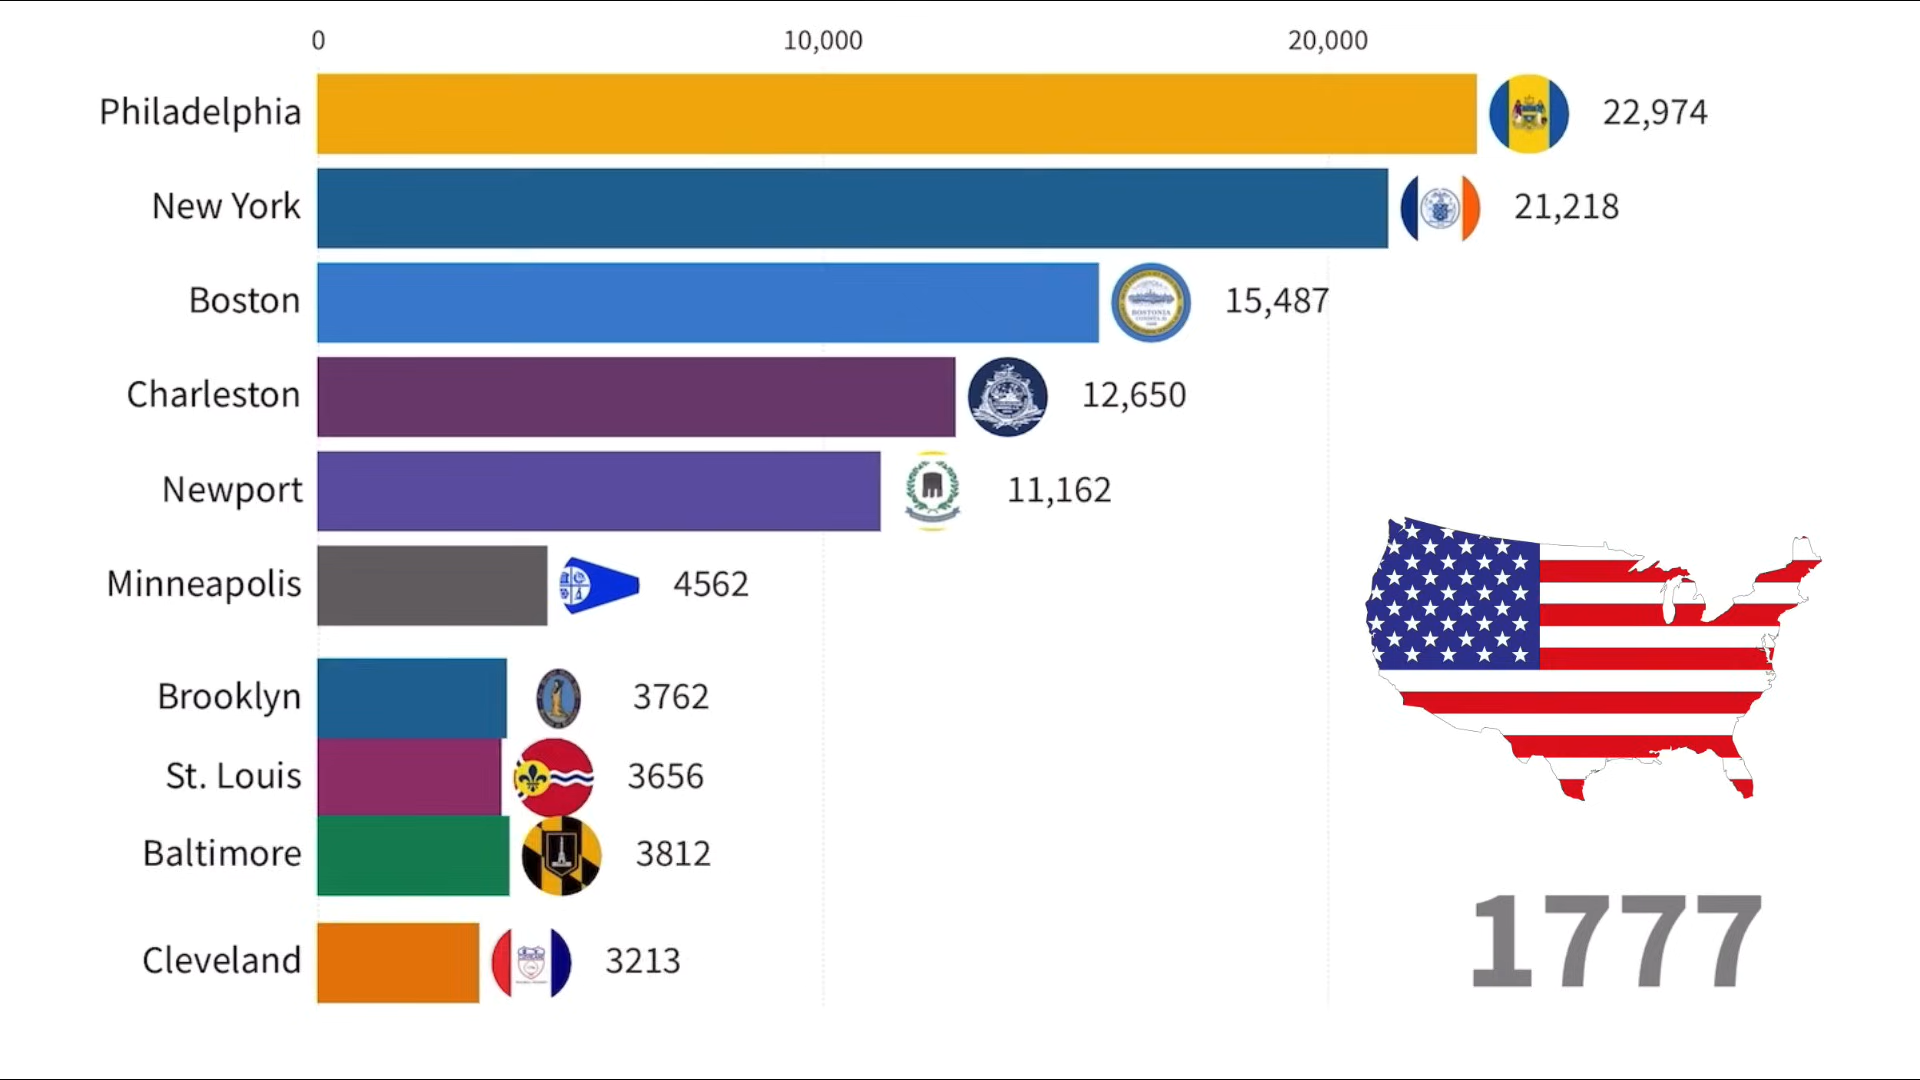 0 10,000 20,000
Philadelphia 22,974
New York 21,218
BOSTONIA
Boston 15,487
Charleston 12,650
Newport 11,162
Minneapolis 4562
Brooklyn 3762
St. Louis 3656
Baltimore 3812
Cleveland 3213
1777